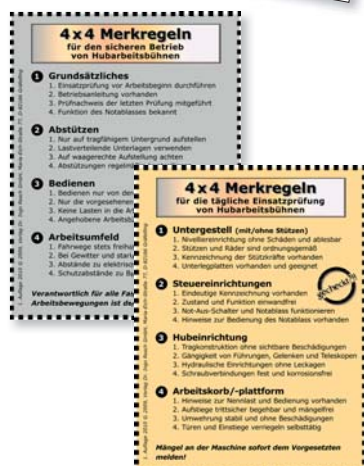 4x4 Merkregeln
für den sicheren Betrieb
von Hubarbeitsbühnen
1 Grundsätzliches
1. Einsatzprüfung vor Arbeitsbeginn durchführen
2. Betriebsanleitung vorhanden
3. Prüfnachweis der letzten Prüfung mitgeführt
4. Funktion des Notablasses bekannt
2 Abstützen
1. Nur auf tragfähigem Untergrund aufstellen
2. Lastverteilende Unterlagen verwenden
3. Auf waagerechte Aufstellung achten
4. Abstützungen
3 Bedienen
1. Bedienen nur von
2. Nur die vorgesehenen
3. Keine Lasten in die
4. Angehobene
4 Arbeitsumfeld
1. Fahrwege stets
2. Bei Gewitter und
3. Abstände zu
4. Schutzabstände zu
Verantwortlich für alle
Arbeitsbewegungen ist
4x4 Merkregeln
für die tägliche Einsatzprüfung
von Hubarbeitsbühnen
1 Untergestell (mit/ohne Stützen)
1. Nivelliereinrichtung ohne Schäden und ablesbar
2. Stützen und Räder sind ordnungsgemäß
3. Kennzeichnung der Stützkräfte vorhanden
4. Unterlegplatten vorhanden und geeignet
2 Steuereinrichtungen
1. Eindeutige Kennzeichnung vorhanden
2. Zustand und Funktion einwandfrei
3. Not-Aus-Schalter und Notablass funktionieren
4. Hinweise zur Bedienung des Notablass vorhanden
gecheckt?!
3 Hubeinrichtung
1. Tragkonstruktion ohne sichtbare Beschädigungen
2. Gängigkeit von Führungen, Gelenken und Teleskopen
3. Hydraulische Einrichtungen ohne Leckagen
4. Schraubverbindungen fest und korrosionsfrei
4 Arbeitskorb/-plattform
1. Hinweise zur Nennlast und Bedienung vorhanden
2. Aufstiege trittsicher begehbar und mängelfrei
3. Umwehrung stabil und ohne Beschädigungen
4. Türen und Einstiege verriegeln selbsttätig
Mängel an der Maschine sofort dem Vorgesetzten
melden!